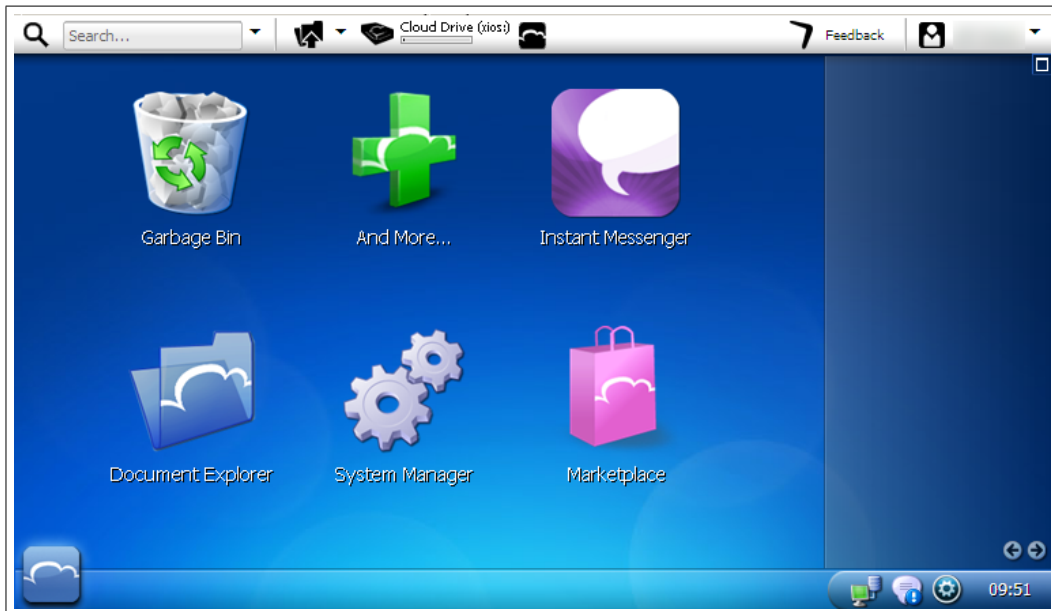 Search...
Cloud Drive (xios:)
Feedback
Garbage Bin
And More...
Instant Messenger
Document Explorer
System Manager
Marketplace
09:51